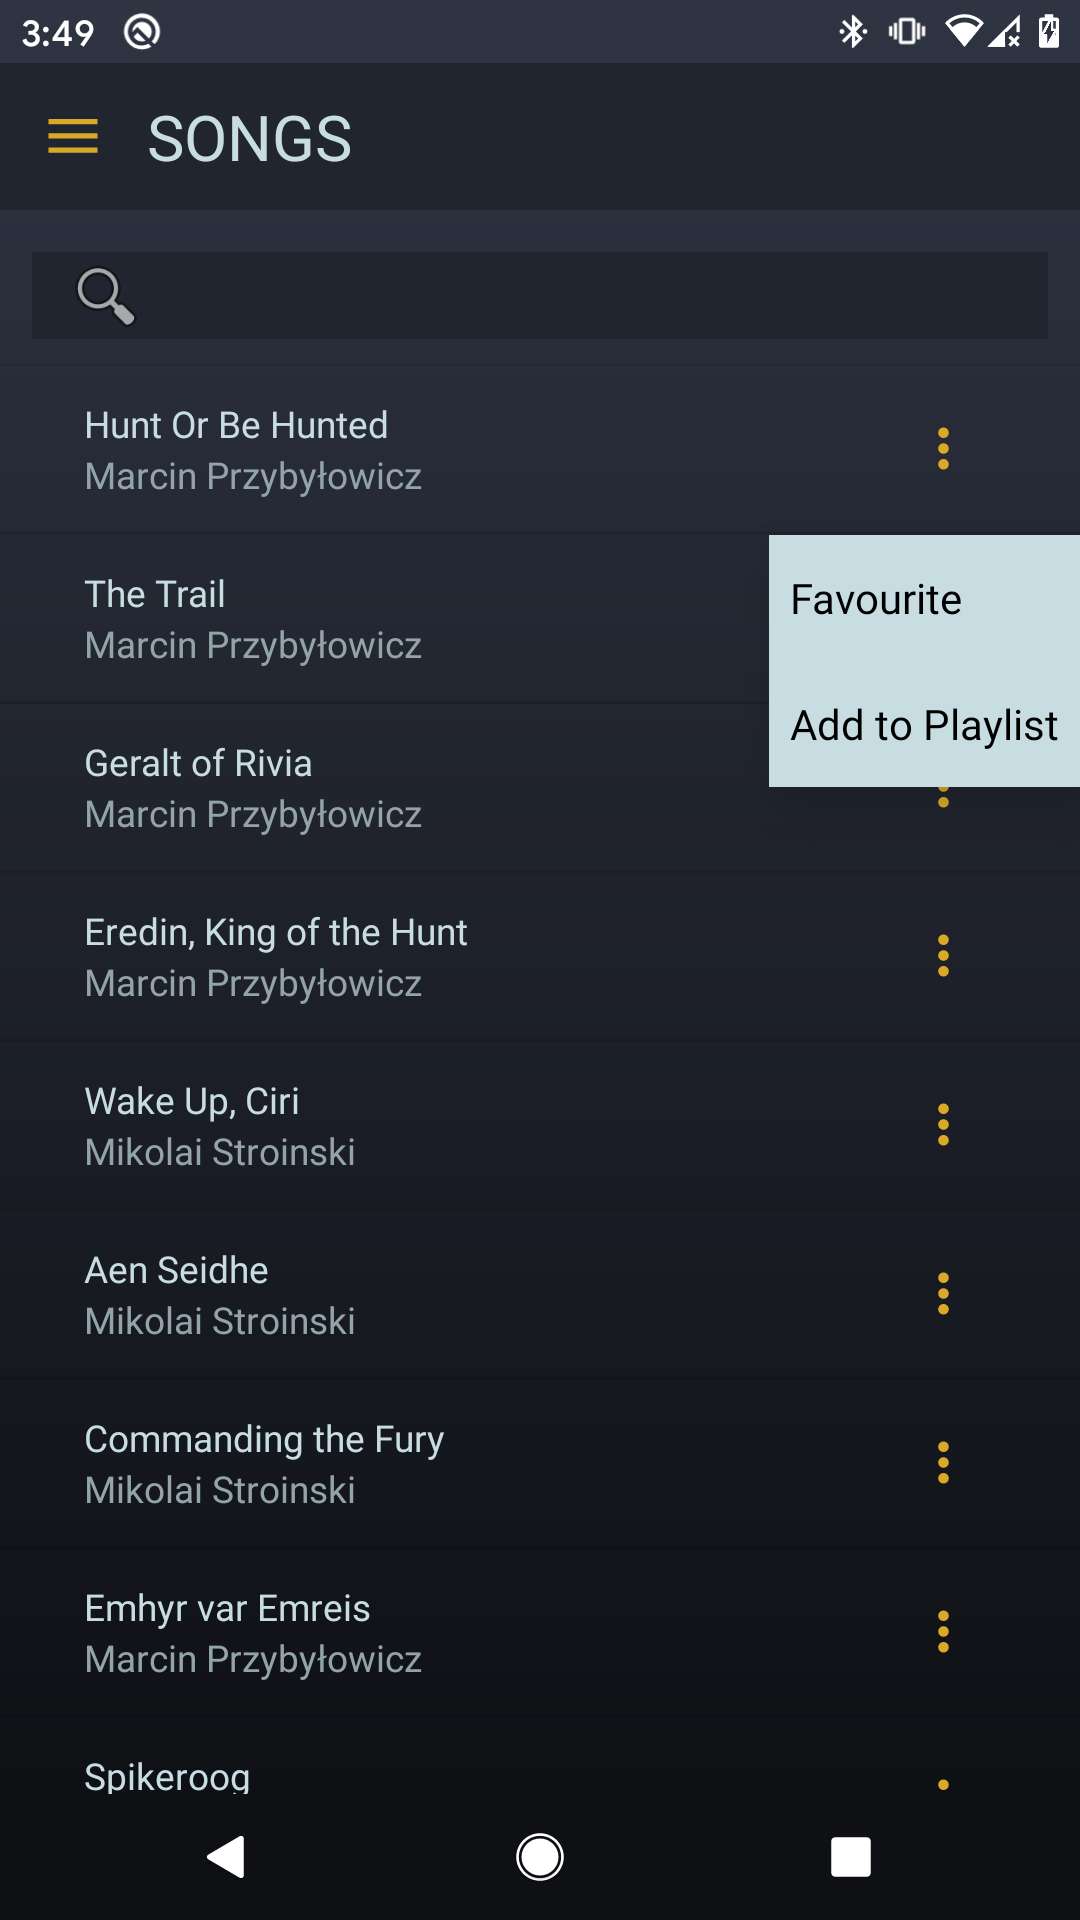 3:49
SONGS
Hunt Or Be Hunted
Marcin Przybyłowicz
The Trail
Marcin Przybyłowicz
Favourite
Add to Playlist
Geralt of Rivia
Marcin Przybyłowicz
Eredin, King of the Hunt
Marcin Przybyłowicz
Wake Up, Ciri
Mikolai Stroinski
Aen Seidhe
Mikolai Stroinski
Commanding the Fury
Mikolai Stroinski
Emhyr var Emreis
Marcin Przybyłowicz
Spikeroog